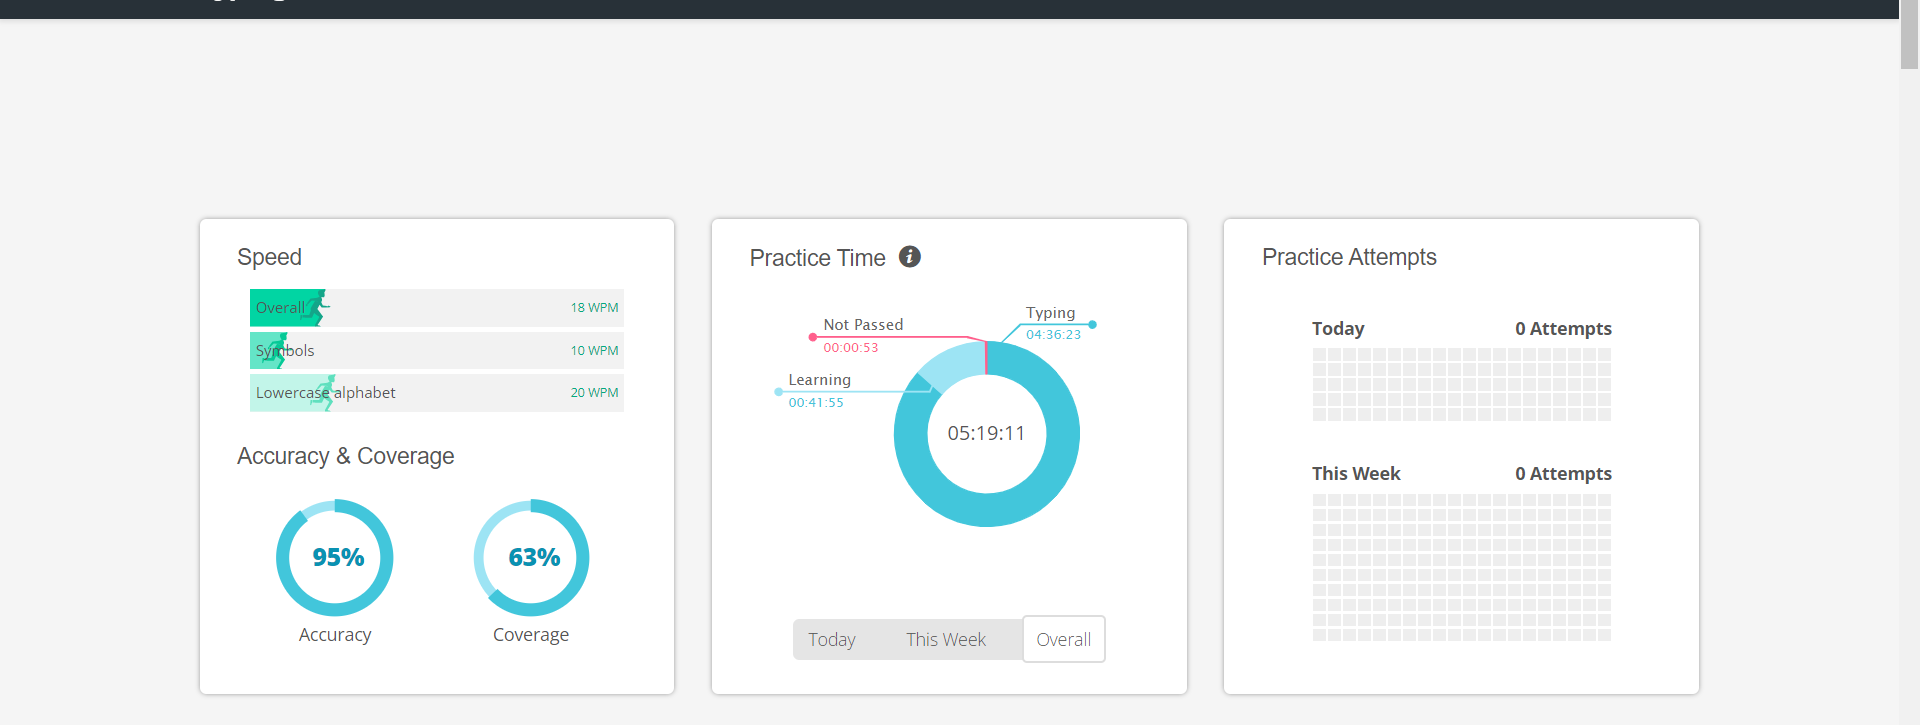 Speed
Overall 18 WPM
Symbols 10 WPM
Lowercase alphabet 20 WPM
Accuracy & Coverage
95%
63%
Accuracy
Coverage
Practice Time
Typing
04:36:23
Not Passed
00:00:53
Learning
00:41:55
05:19:11
Today
This Week
Overall
Practice Attempts
Today 0 Attempts
This Week 0 Attempts